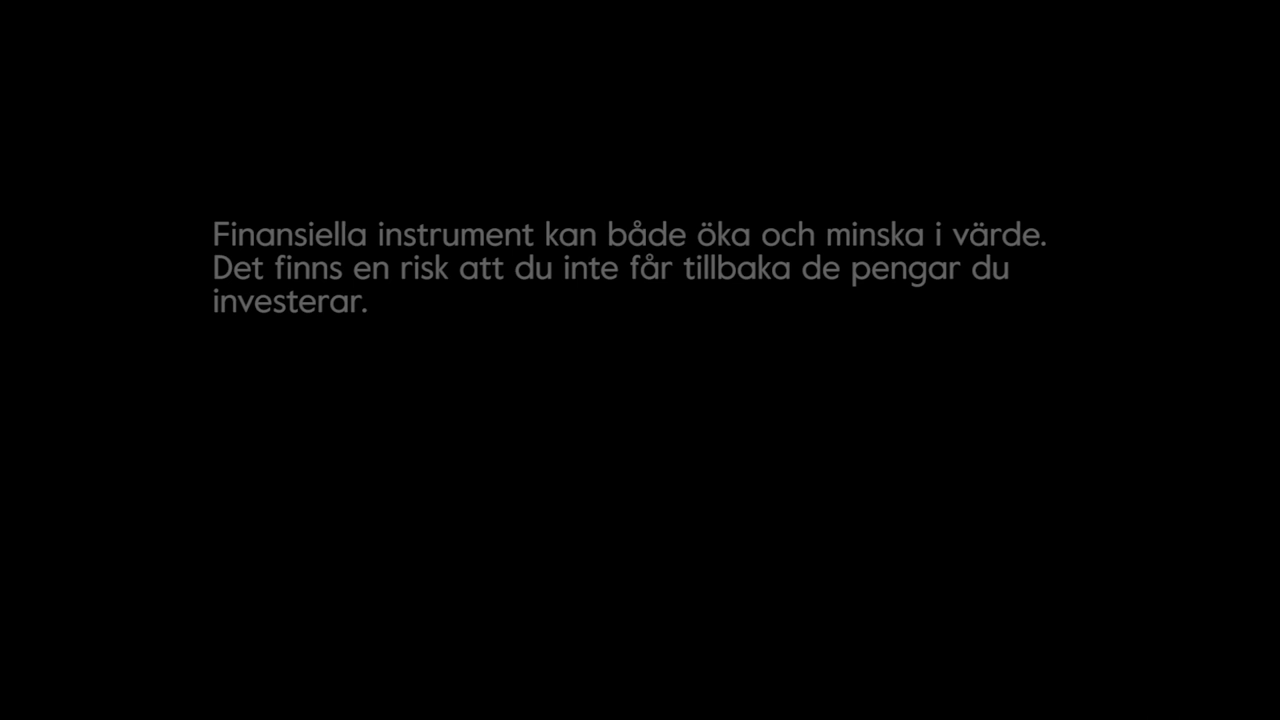 Finansiella instrument kan både öka och minska i värde.
Det finns en risk att du inte får tillbaka de pengar du
investerar.